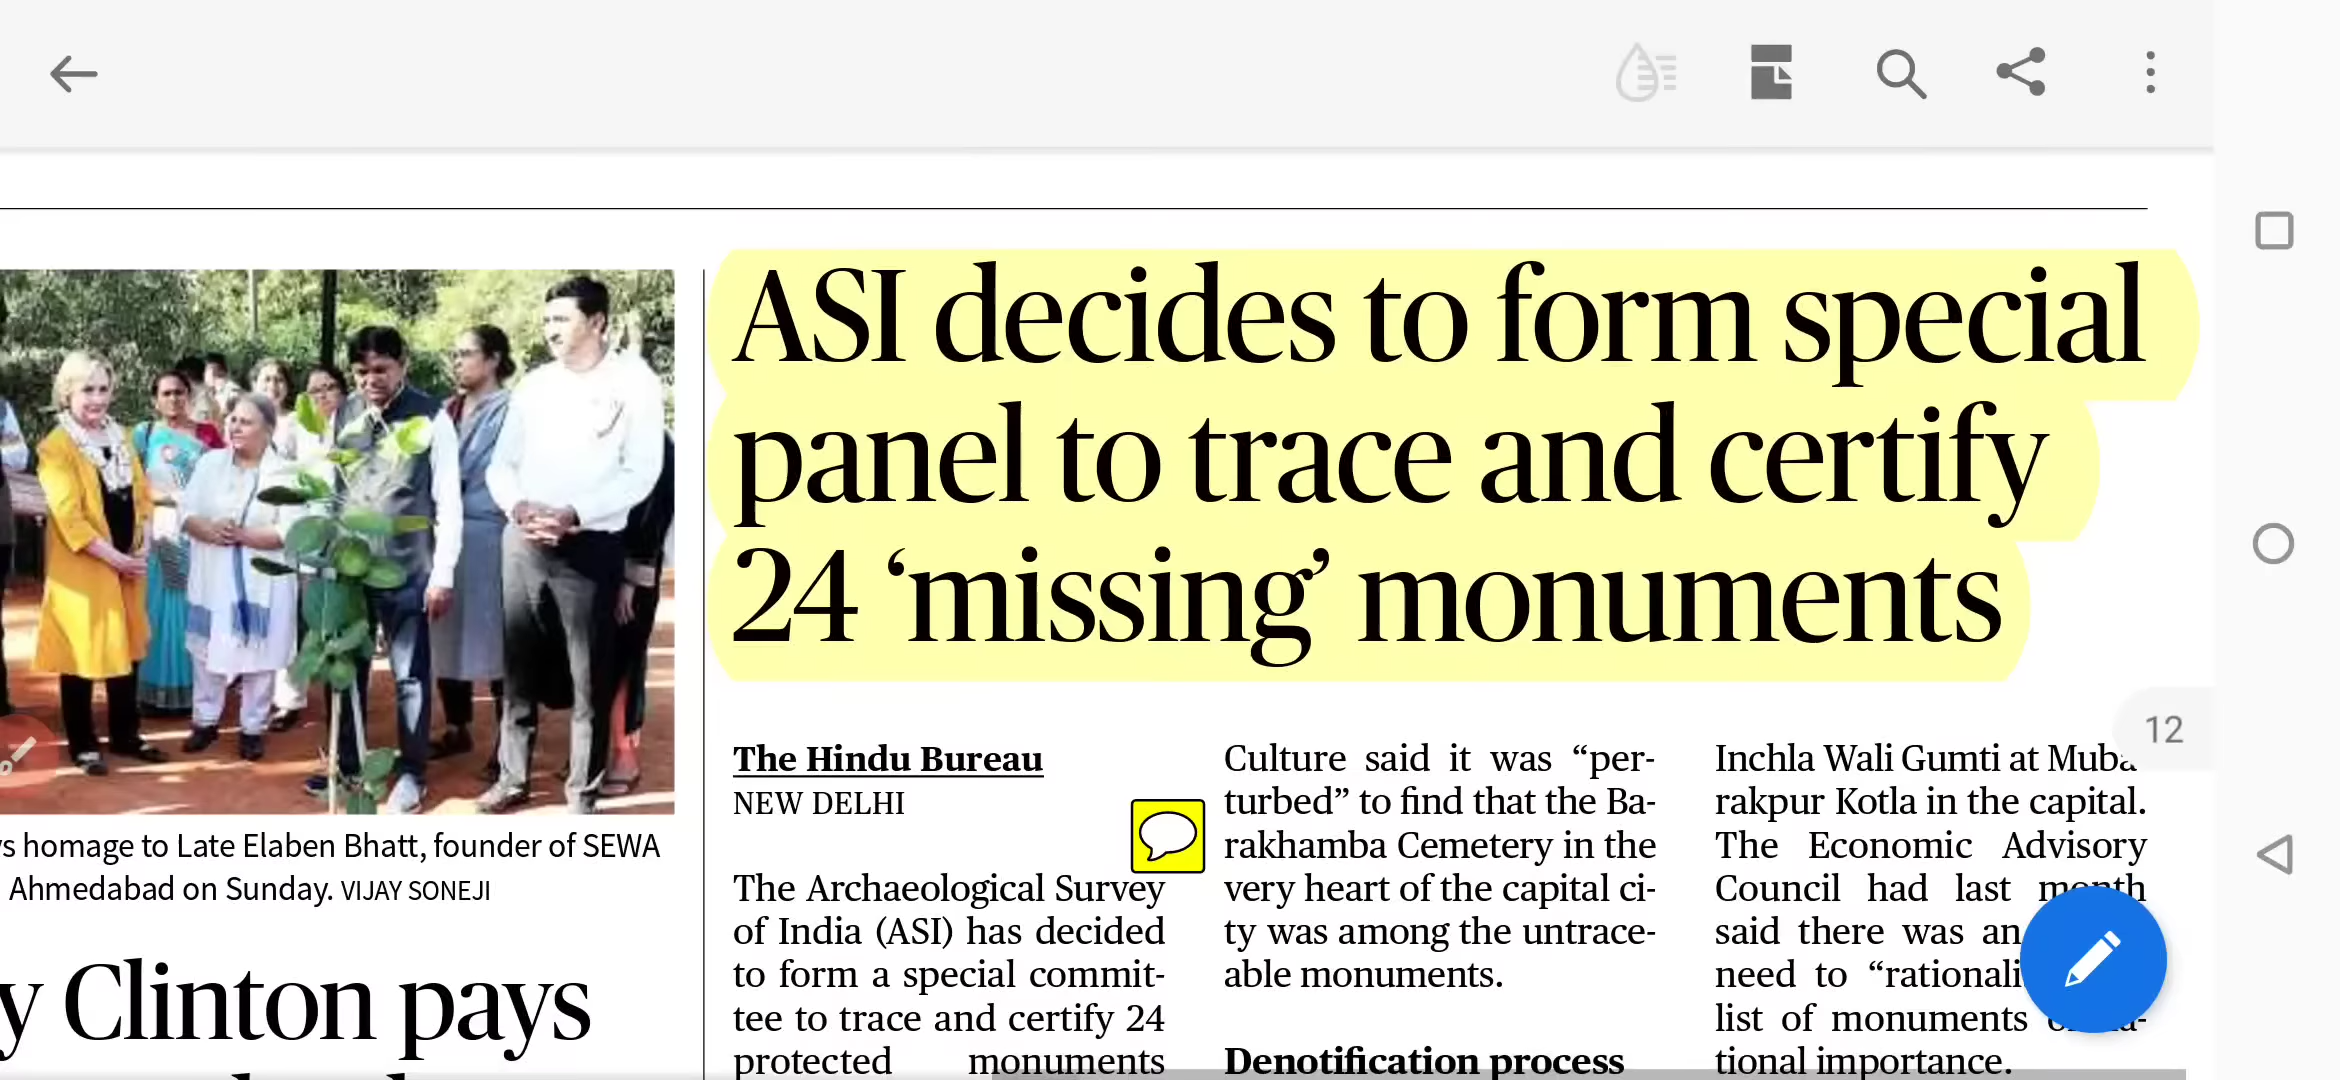 ASI decides to form special
panel to trace and certify
24 ‘missing’ monuments
12
The Hindu Bureau
NEW DELHI
The Archaeological Survey
of India (ASI) has decided
to form a special commit-
tee to trace and certify 24
protected monuments
Culture said it was “per-
turbed” to find that the Ba-
rakhamba Cemetery in the
very heart of the capital ci-
ty was among the untrace-
able monuments.
Denotification process
Inchla Wali Gumti at Muba-
rakpur Kotla in the capital.
The Economic Advisory
Council had last month
said there was an
need to
list of monuments
tional importance.
homage to Late Elaben Bhatt, founder of SEWA
Ahmedabad on Sunday. VIJAY SONEJI
y Clinton pays